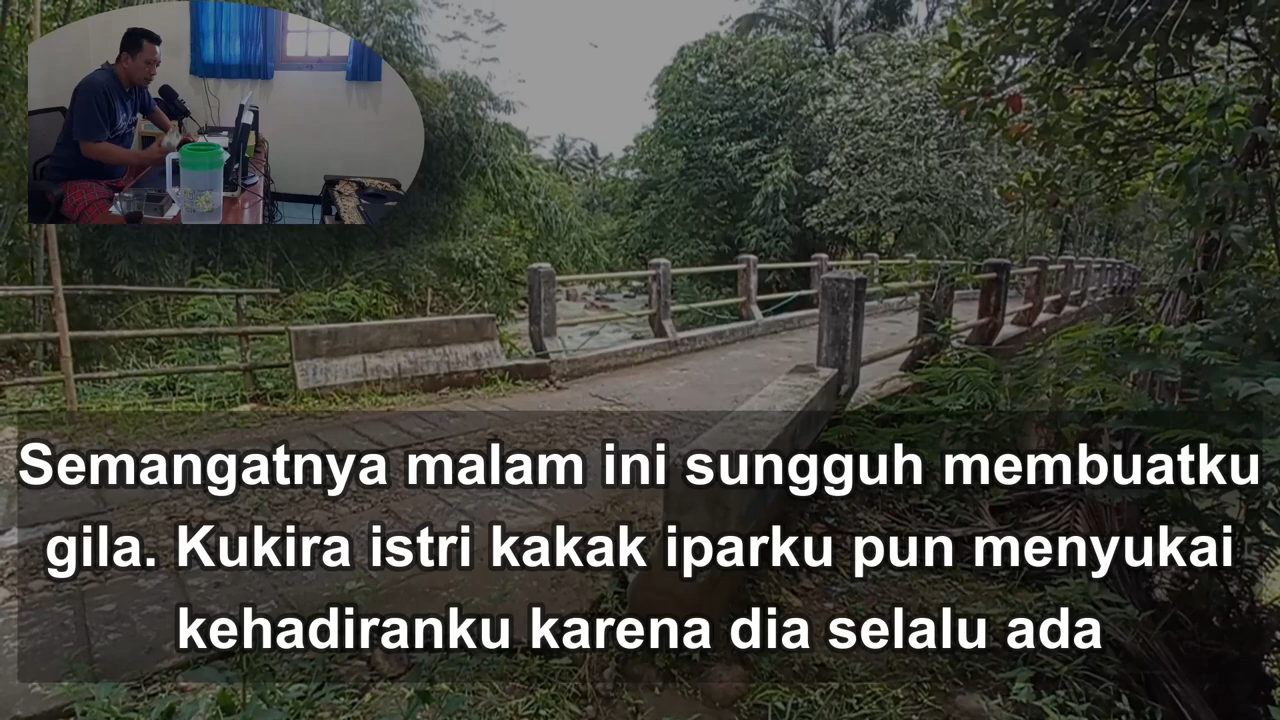 Semangatnya malam ini sungguh membuatku
gila. Kukira istri kakak iparku pun menyukai
kehadiranku karena dia selalu ada